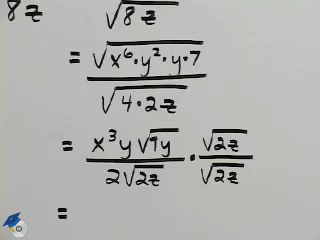 8z √8z
= √x⁶·y²·y·7 / √4·2z
= x³y√7y / 2√2z · √2z / √2z
=